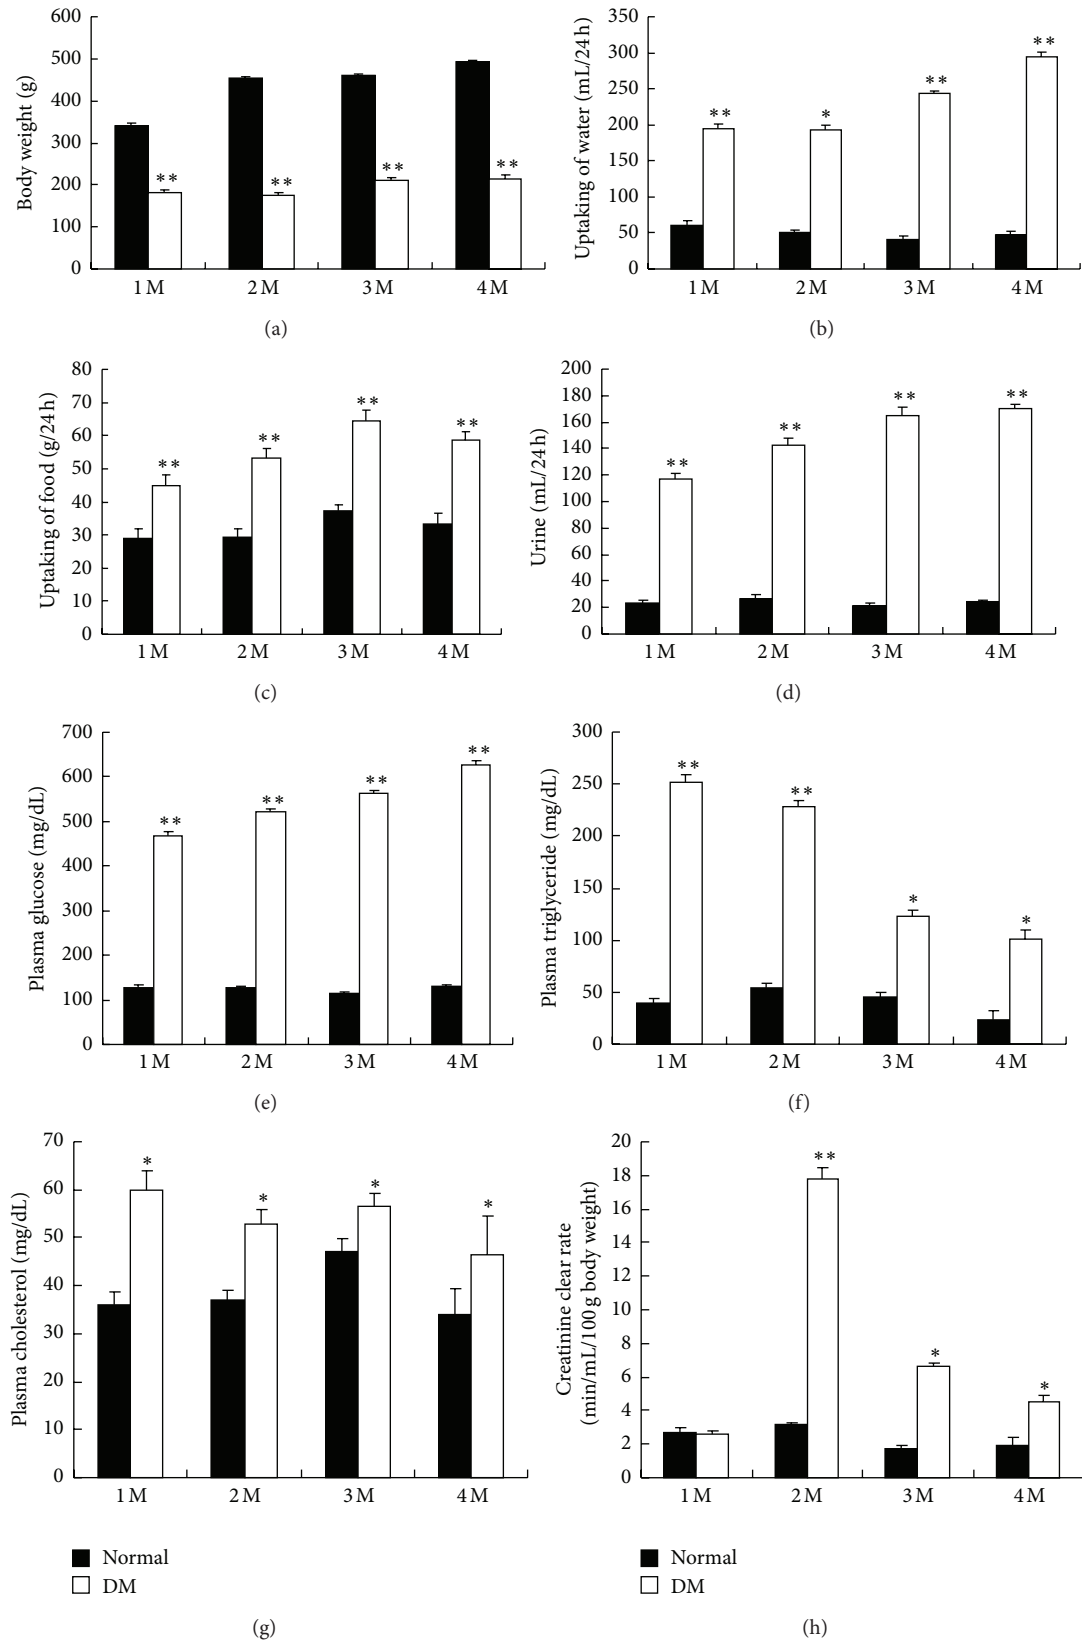 600
500
400
300
200
100
0
Body weight (g)
**
**
**
**
1 M
2 M
3 M
4 M
(a)
350
300
250
200
150
100
50
0
Uptaking of water (mL/24 h)
**
*
**
**
1 M
2 M
3 M
4 M
(b)
80
70
60
50
40
30
20
10
0
Uptaking of food (g/24 h)
**
**
**
**
1 M
2 M
3 M
4 M
(c)
200
180
160
140
120
100
80
60
40
20
0
Urine (mL/24 h)
**
**
**
**
1 M
2 M
3 M
4 M
(d)
700
600
500
400
300
200
100
0
Plasma glucose (mg/dL)
**
**
**
**
1 M
2 M
3 M
4 M
(e)
300
250
200
150
100
50
0
Plasma triglyceride (mg/dL)
**
**
*
*
1 M
2 M
3 M
4 M
(f)
70
60
50
40
30
20
10
0
Plasma cholesterol (mg/dL)
*
*
*
*
1 M
2 M
3 M
4 M
Normal
DM
(g)
20
18
16
14
12
10
8
6
4
2
0
Creatinine clear rate
(min/mL/100 g body weight)
**
*
*
1 M
2 M
3 M
4 M
Normal
DM
(h)